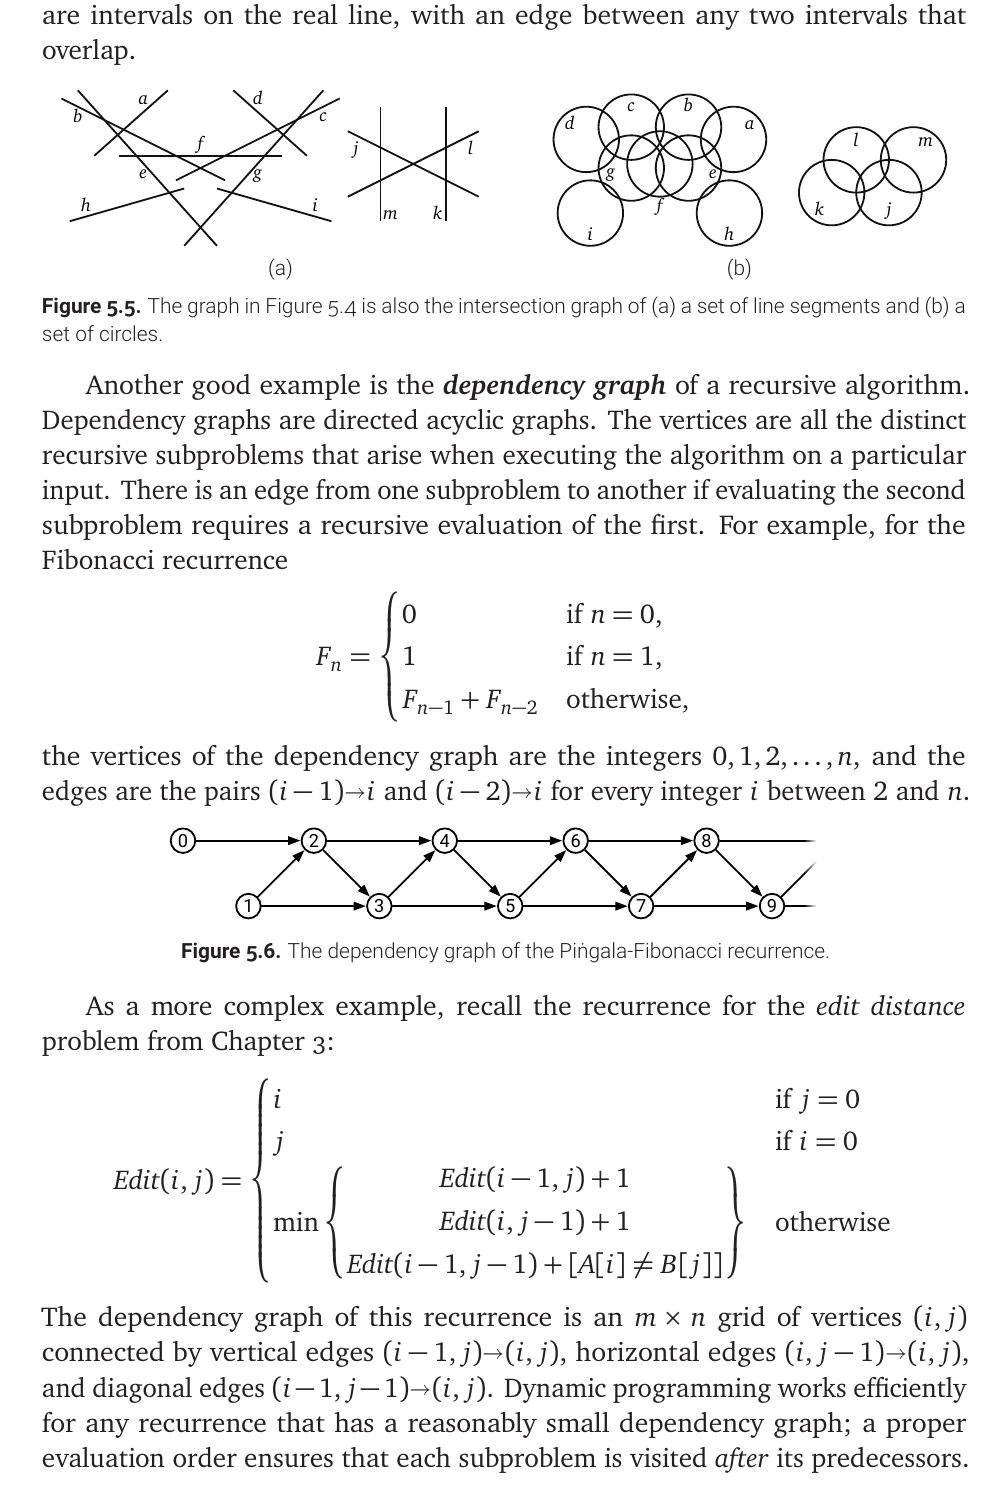 are intervals on the real line, with an edge between any two intervals that
overlap.
a d
b c
f
e g
h i
j l
m k
c b
d a
g e
f
i h
l m
k j
(a) (b)
Figure 5.5. The graph in Figure 5.4 is also the intersection graph of (a) a set of line segments and (b) a
set of circles.
Another good example is the dependency graph of a recursive algorithm.
Dependency graphs are directed acyclic graphs. The vertices are all the distinct
recursive subproblems that arise when executing the algorithm on a particular
input. There is an edge from one subproblem to another if evaluating the second
subproblem requires a recursive evaluation of the first. For example, for the
Fibonacci recurrence
0 if n = 0,
F_n = { 1 if n = 1,
F_{n−1} + F_{n−2} otherwise,
the vertices of the dependency graph are the integers 0, 1, 2, . . . , n, and the
edges are the pairs (i − 1)→i and (i − 2)→i for every integer i between 2 and n.
0 2 4 6 8
1 3 5 7 9
Figure 5.6. The dependency graph of the Piṅgala-Fibonacci recurrence.
As a more complex example, recall the recurrence for the edit distance
problem from Chapter 3:
i if j = 0
j if i = 0
Edit(i, j) = {
Edit(i − 1, j) + 1
min { Edit(i, j − 1) + 1 } otherwise
Edit(i − 1, j − 1) + [A[i] ≠ B[j]]
The dependency graph of this recurrence is an m × n grid of vertices (i, j)
connected by vertical edges (i − 1, j)→(i, j), horizontal edges (i, j − 1)→(i, j),
and diagonal edges (i − 1, j − 1)→(i, j). Dynamic programming works efficiently
for any recurrence that has a reasonably small dependency graph; a proper
evaluation order ensures that each subproblem is visited after its predecessors.